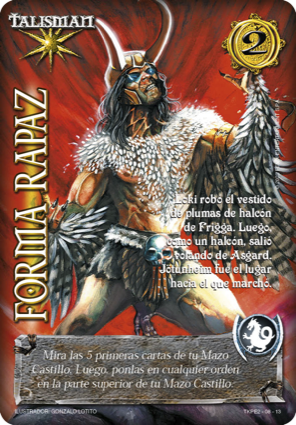 TALISMAN
2
FORMA RAPAZ
Loki robó el vestido
de plumas de halcón
de Frigga. Luego,
como un halcón, salió
volando de Asgard.
Jotunheim fue el lugar
hacia el que marchó.
Mira las 5 primeras cartas de tu Mazo
Castillo. Luego, ponlas en cualquier orden
en la parte superior de tu Mazo Castillo.
ILUSTRADOR: GONZALO LOTITO